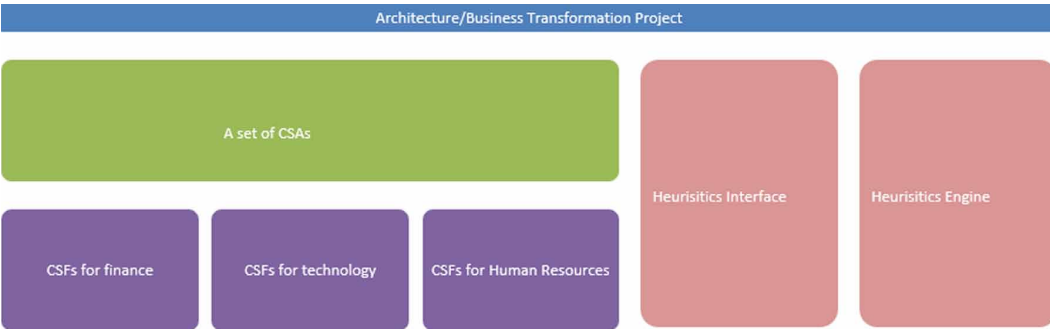 Architecture/Business Transformation Project
A set of CSAs
Heurisitics Interface
Heurisitics Engine
CSFs for finance
CSFs for technology
CSFs for Human Resources